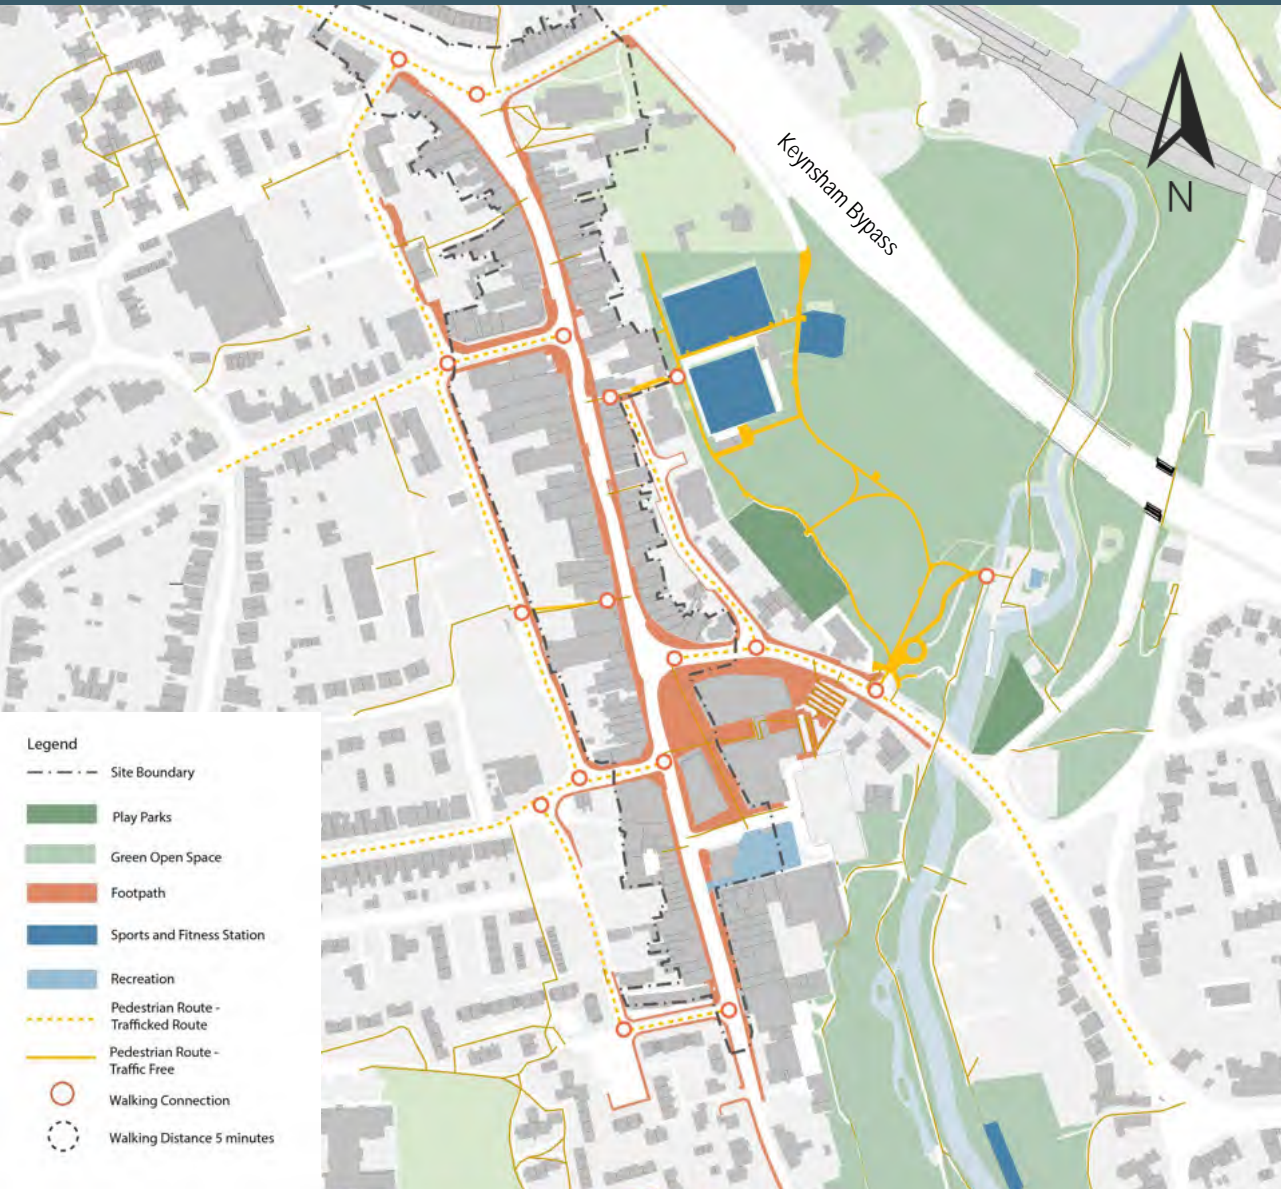 Keynsham Bypass
N
Legend
Site Boundary
Play Parks
Green Open Space
Footpath
Sports and Fitness Station
Recreation
Pedestrian Route -
Trafficked Route
Pedestrian Route -
Traffic Free
Walking Connection
Walking Distance 5 minutes